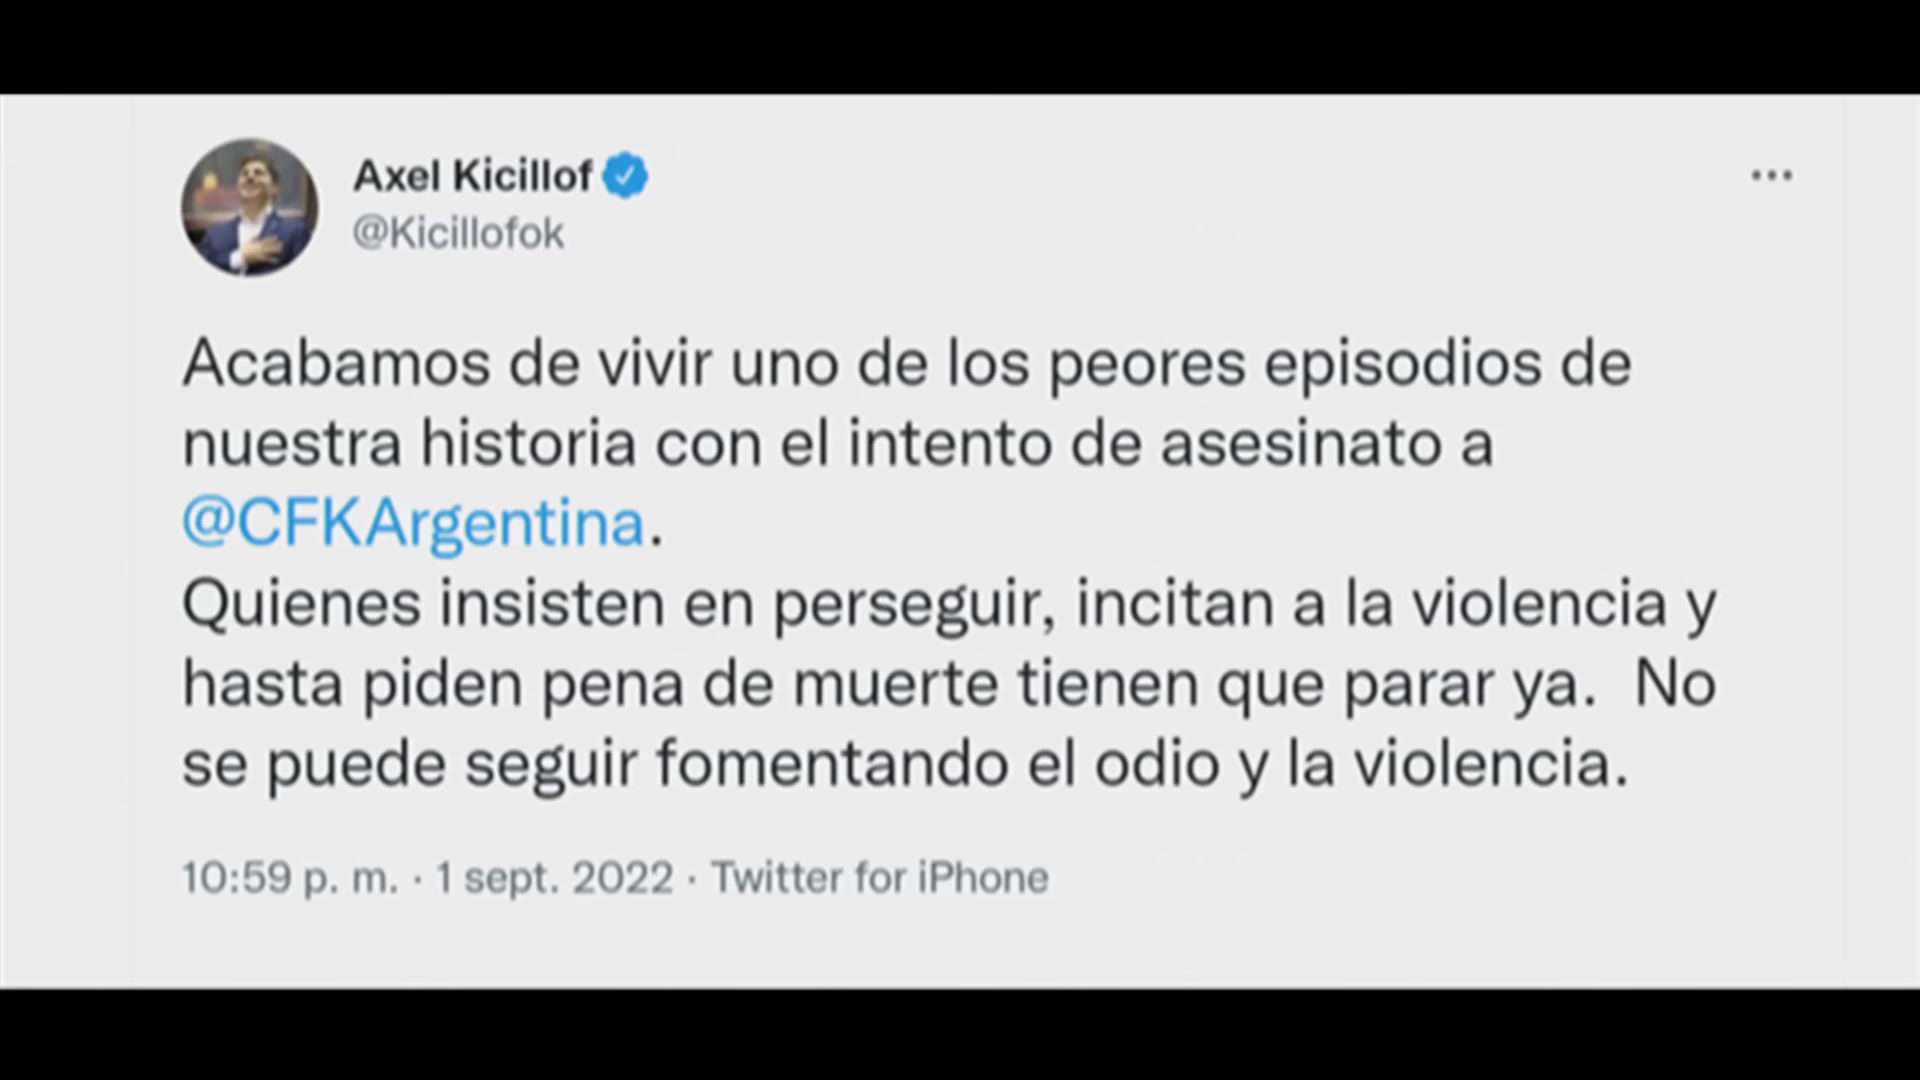 Axel Kicillof
@Kicillofok
Acabamos de vivir uno de los peores episodios de
nuestra historia con el intento de asesinato a
@CFKArgentina.
Quienes insisten en perseguir, incitan a la violencia y
hasta piden pena de muerte tienen que parar ya.  No
se puede seguir fomentando el odio y la violencia.
10:59 p. m. · 1 sept. 2022 · Twitter for iPhone